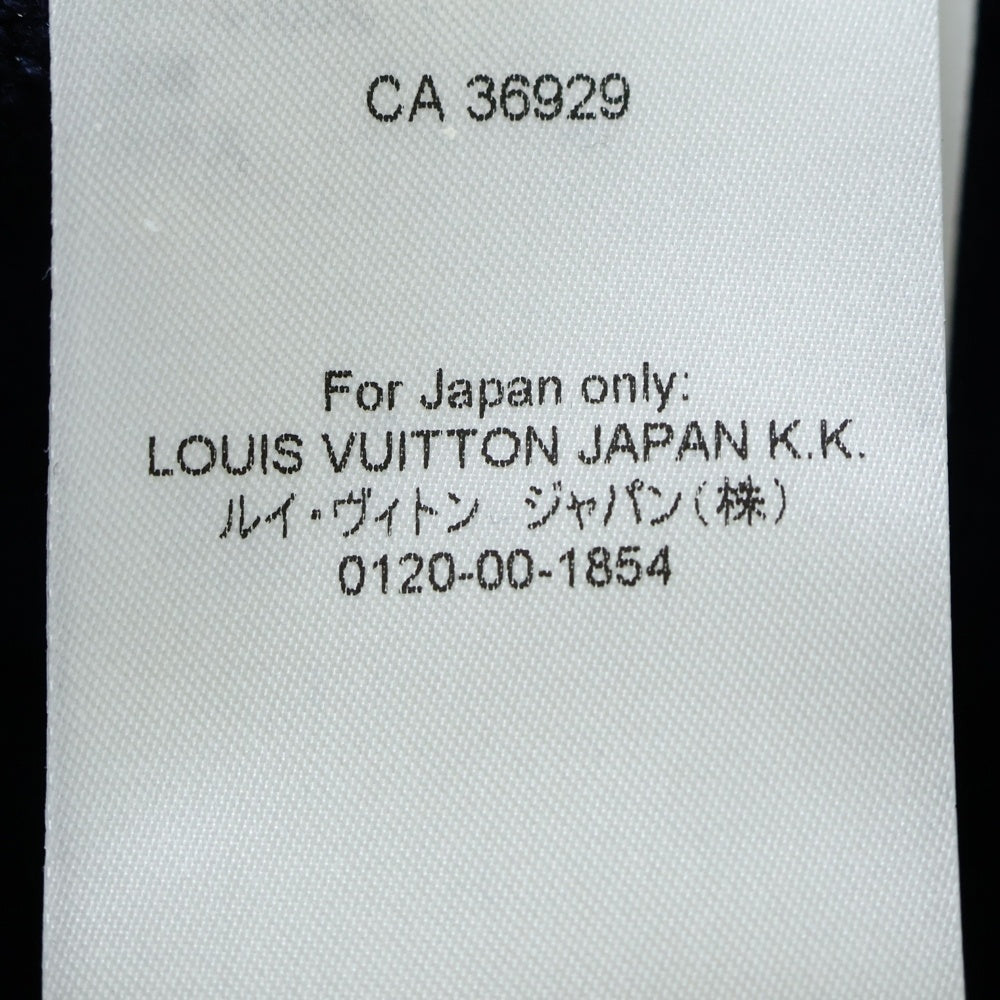 CA 36929
For Japan only:
LOUIS VUITTON JAPAN K.K.
ルイ・ヴィトン　ジャパン(株)
0120-00-1854